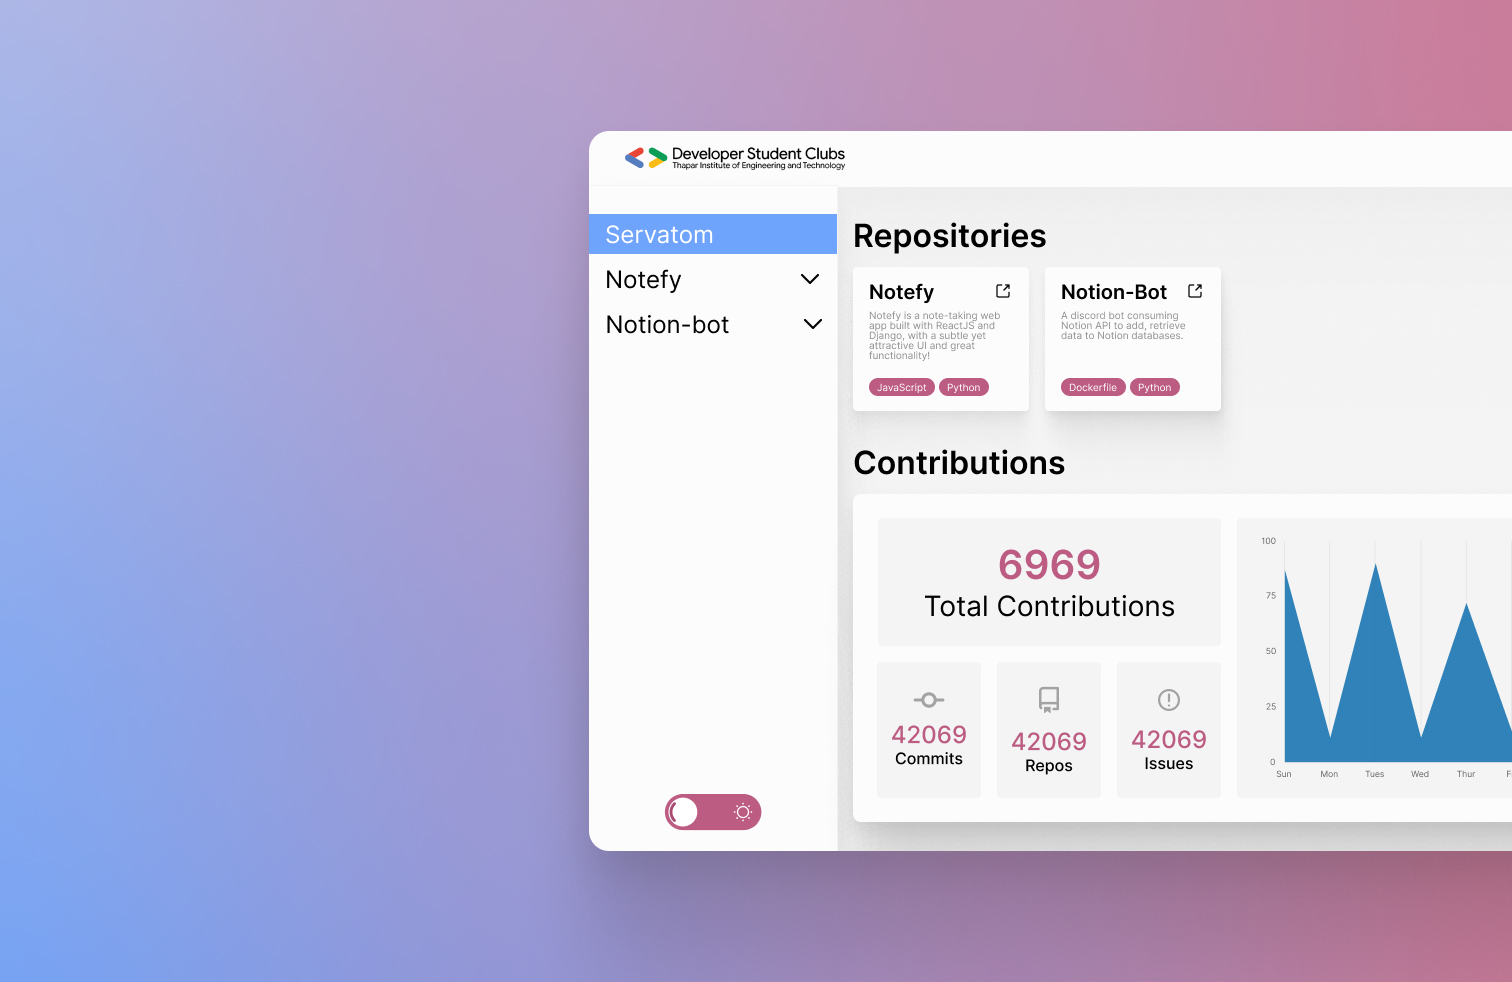 Developer Student Clubs
Thapar Institute of Engineering and Technology
Servatom
Notefy
Notion-bot
Repositories
Notefy
Notefy is a note-taking web
app built with ReactJS and
Django, with a subtle yet
attractive UI and great
functionality!
JavaScript
Python
Notion-Bot
A discord bot consuming
Notion API to add, retrieve
data to Notion databases.
Dockerfile
Python
Contributions
6969
Total Contributions
42069
Commits
42069
Repos
42069
Issues
100
75
50
25
0
Sun
Mon
Tues
Wed
Thur